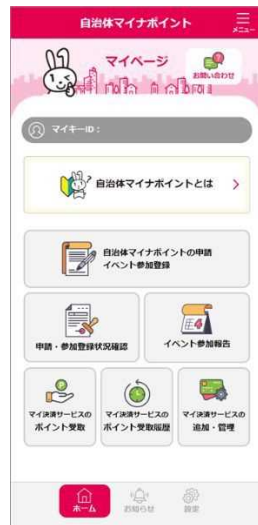 自治体マイナポイント
メニュー
マイページ
お問い合わせ
マイキーID：
自治体マイナポイントとは
自治体マイナポイントの申請
イベント参加登録
申請・参加登録状況確認
イベント参加報告
マイ決済サービスの
ポイント受取
マイ決済サービスの
ポイント受取履歴
マイ決済サービスの
追加・管理
ホーム
お知らせ
設定